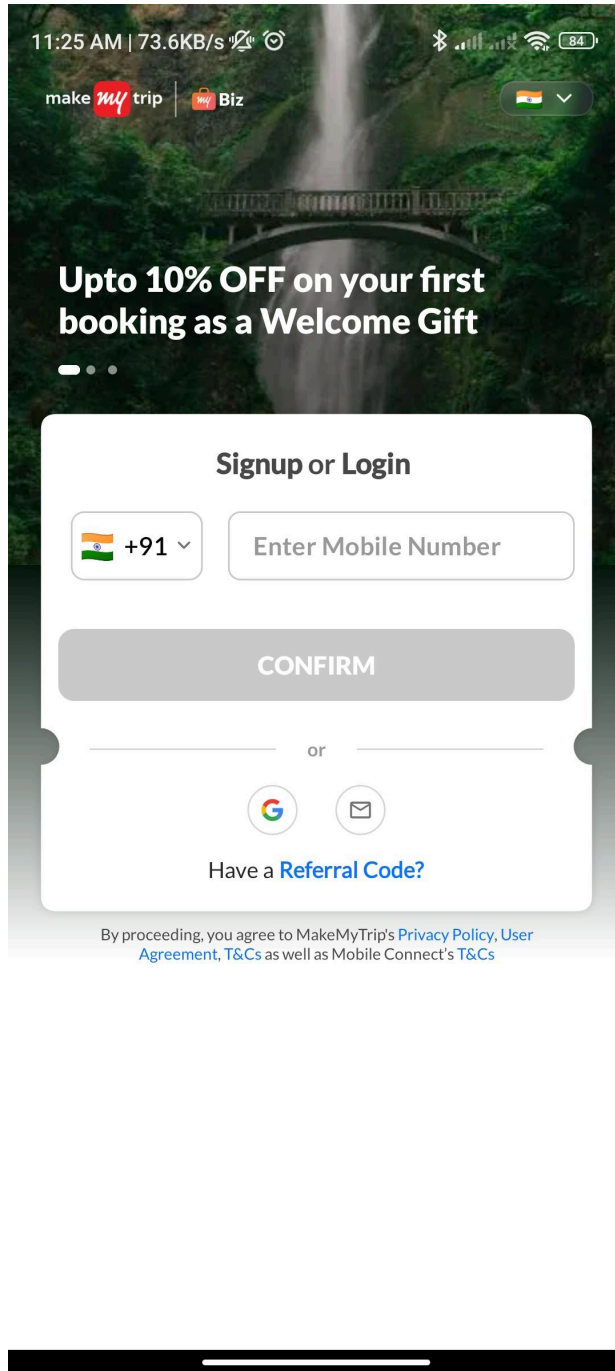 11:25 AM | 73.6KB/s
84
make my trip | my Biz
Upto 10% OFF on your first
booking as a Welcome Gift
Signup or Login
+91
Enter Mobile Number
CONFIRM
or
G
Have a Referral Code?
By proceeding, you agree to MakeMyTrip's Privacy Policy, User
Agreement, T&Cs as well as Mobile Connect's T&Cs